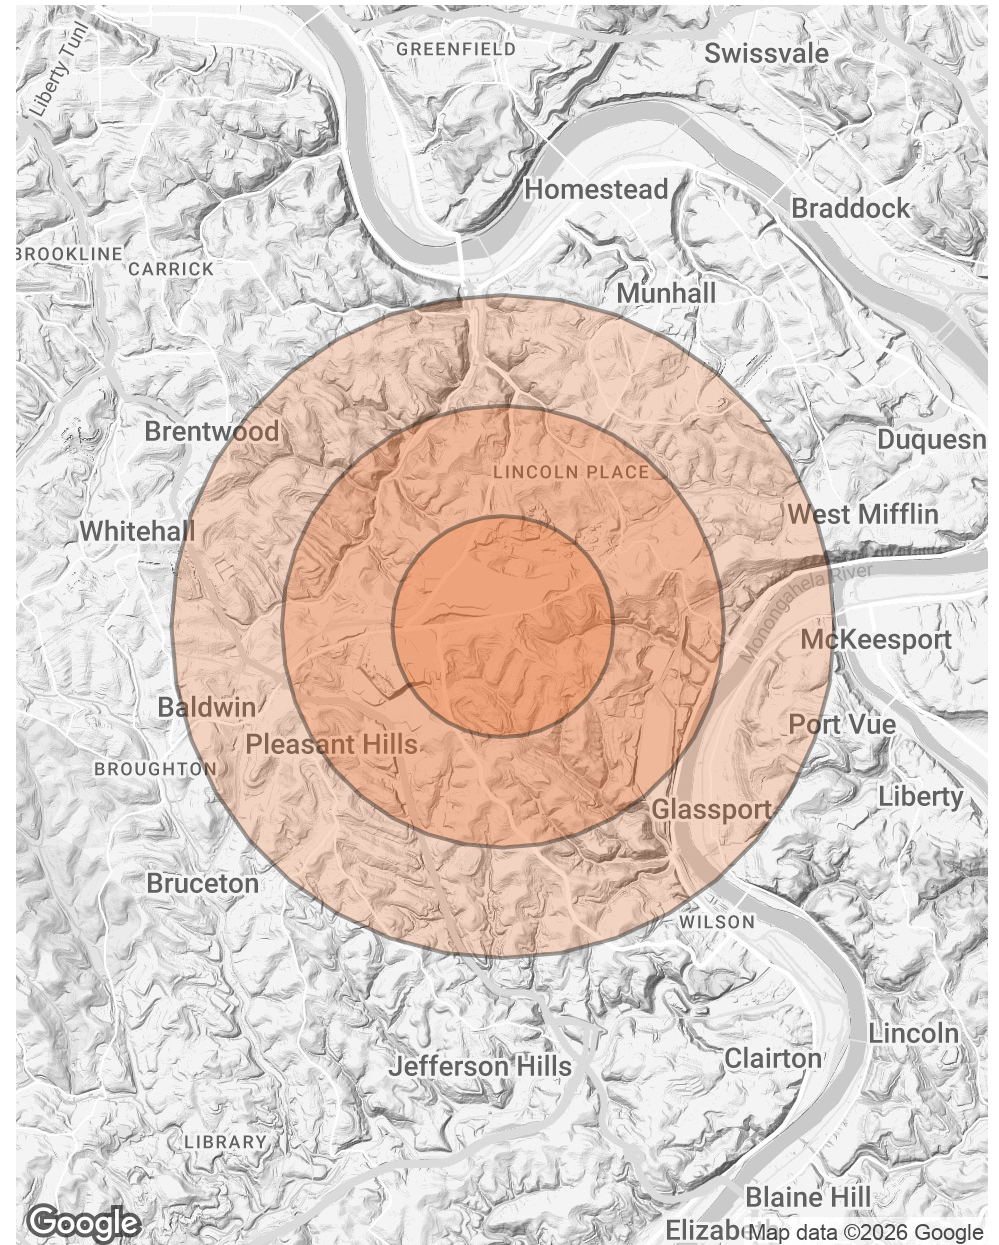 GREENFIELD
Swissvale
Liberty Tunl
Homestead
Braddock
BROOKLINE
CARRICK
Munhall
Brentwood
Duquesn
LINCOLN PLACE
West Mifflin
Whitehall
Monongahela River
McKeesport
Baldwin
Port Vue
Pleasant Hills
BROUGHTON
Liberty
Glassport
Bruceton
WILSON
Lincoln
Clairton
Jefferson Hills
LIBRARY
Blaine Hill
Google
Elizab
Map data ©2026 Google